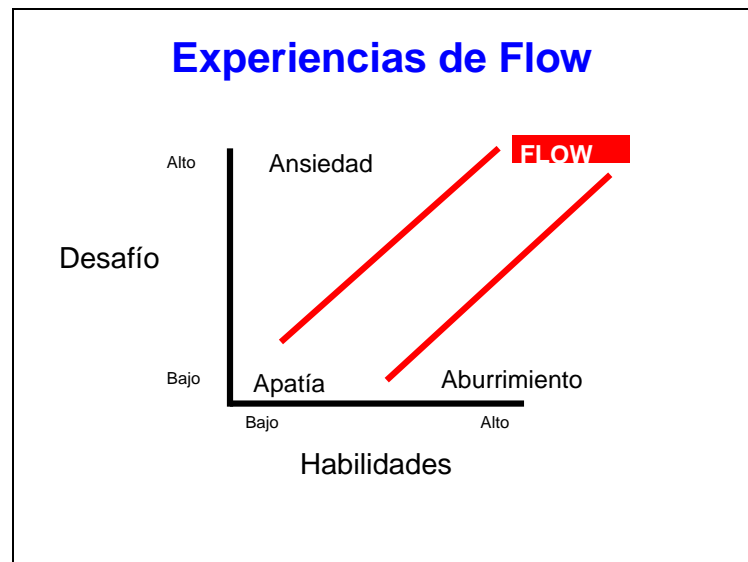 Experiencias de Flow
Alto
Ansiedad
FLOW
Desafío
Bajo
Apatía
Aburrimiento
Bajo
Alto
Habilidades